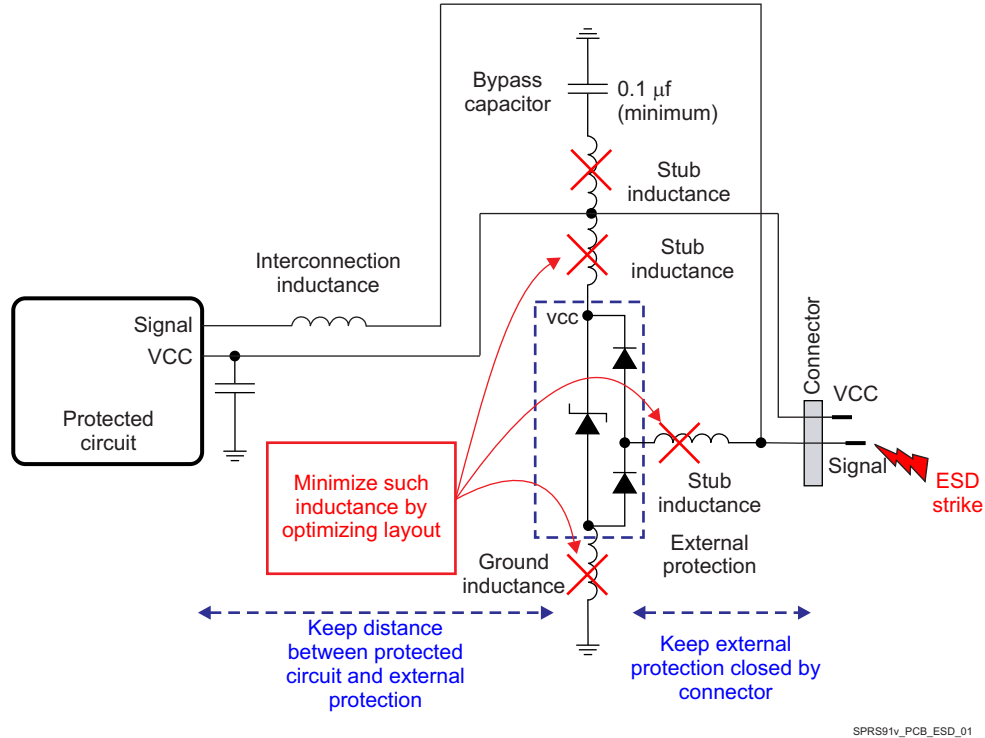 Bypass
capacitor
0.1 μf
(minimum)
Stub
inductance
Stub
inductance
Interconnection
inductance
Signal
VCC
Protected
circuit
vcc
Connector
VCC
Signal
ESD
strike
Stub
inductance
Minimize such
inductance by
optimizing layout
External
protection
Ground
inductance
Keep distance
between protected
circuit and external
protection
Keep external
protection closed by
connector
SPRS91v_PCB_ESD_01